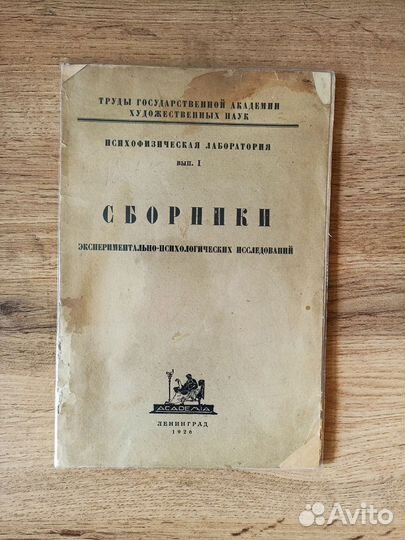 ТРУДЫ ГОСУДАРСТВЕННОЙ АКАДЕМИИ
ХУДОЖЕСТВЕННЫХ НАУК
ПСИХОФИЗИЧЕСКАЯ ЛАБОРАТОРИЯ
ВЫП. I
СБОРНИКИ
ЭКСПЕРИМЕНТАЛЬНО-ПСИХОЛОГИЧЕСКИХ ИССЛЕДОВАНИЙ
ACADEMIA
ЛЕНИНГРАД
1926
Avito